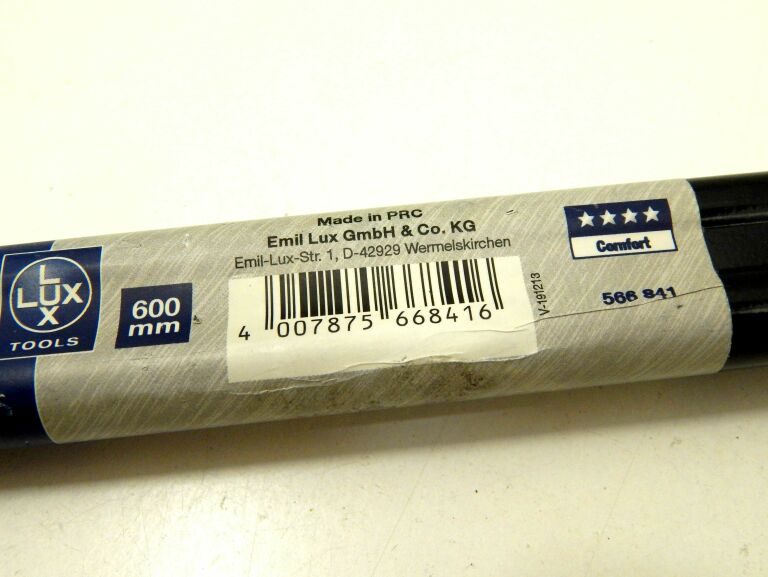 LUX
LUX
TOOLS
600
mm
Made in PRC
Emil Lux GmbH & Co. KG
Emil-Lux-Str. 1, D-42929 Wermelskirchen
4 007875 668416
V-191213
★★★★
Comfort
566 841